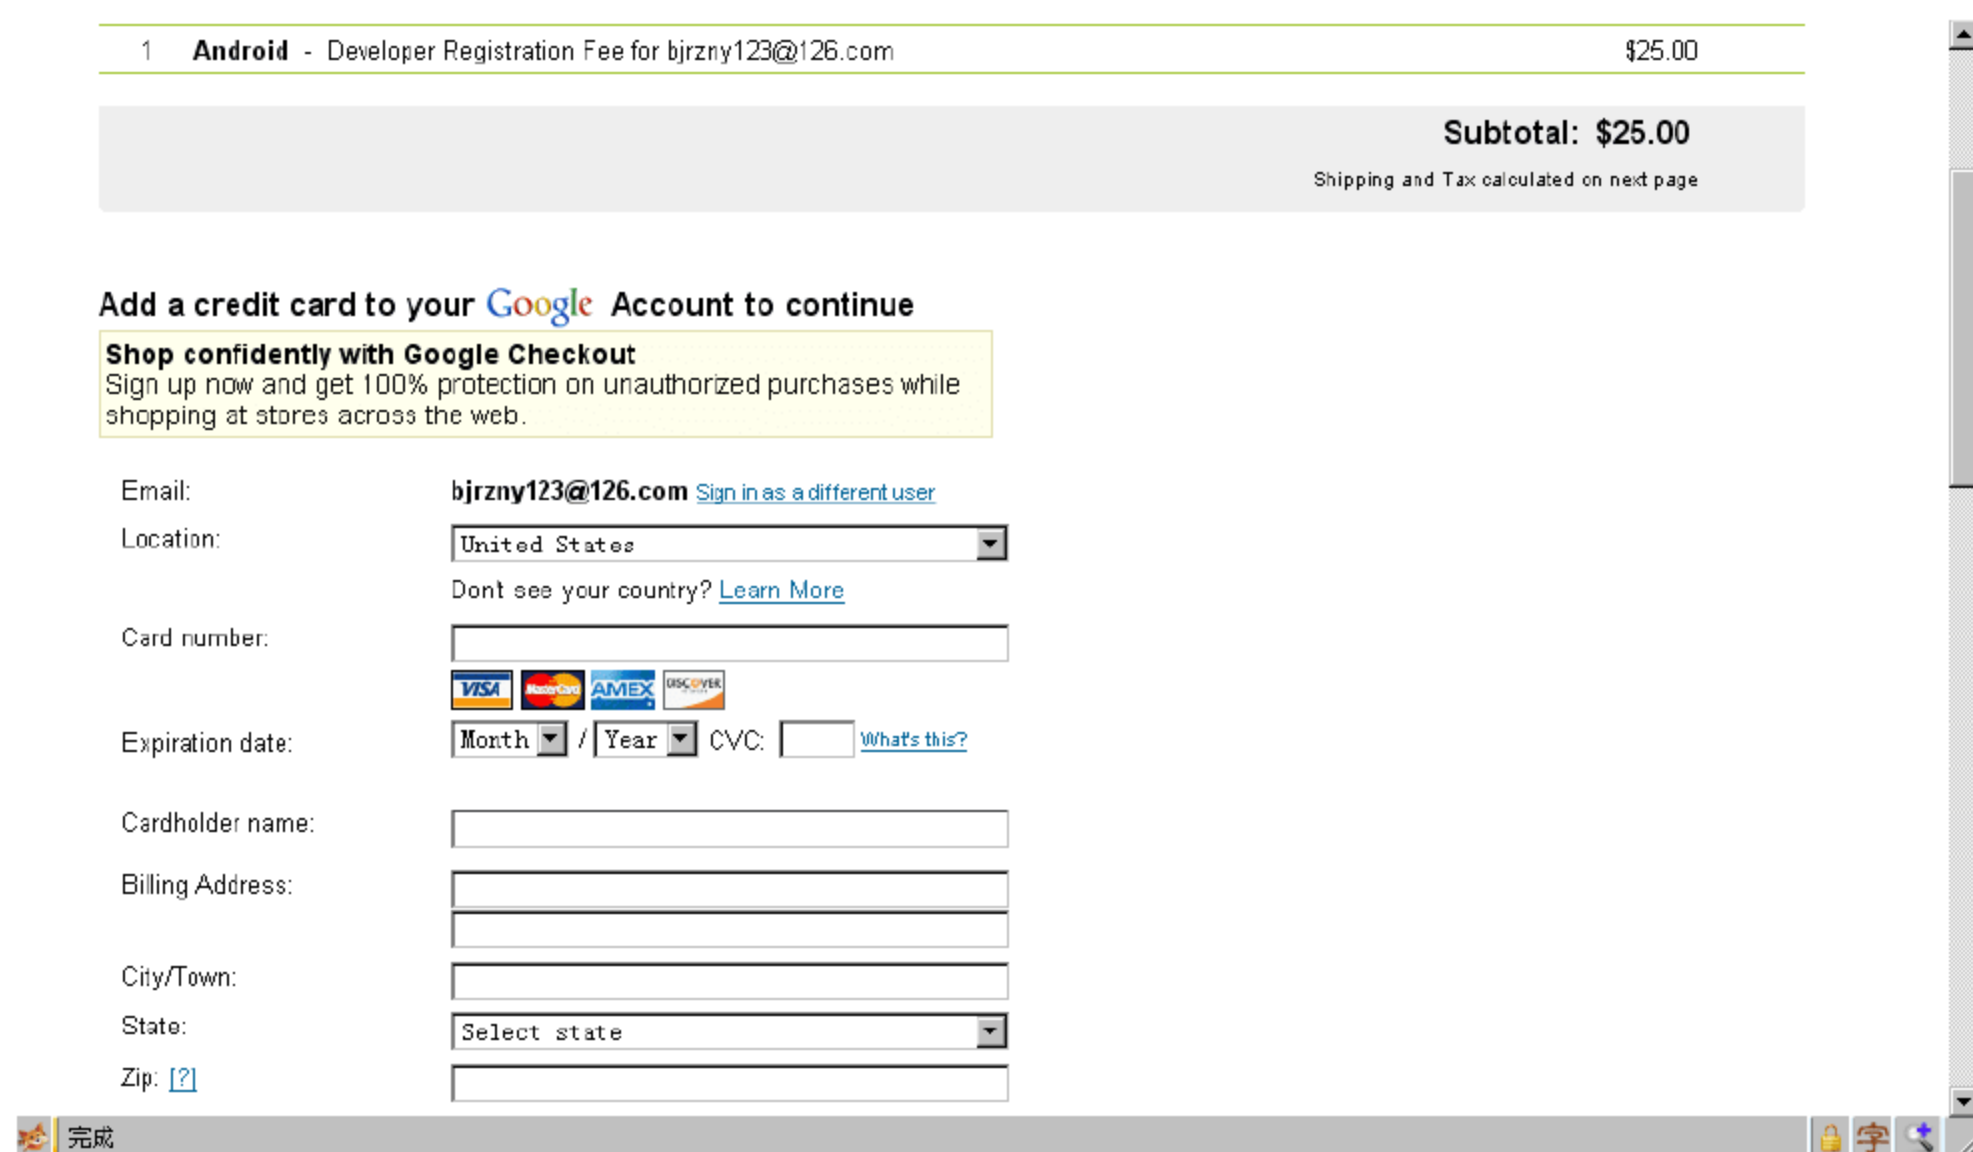 1 Android - Developer Registration Fee for bjrzny123@126.com $25.00
Subtotal: $25.00
Shipping and Tax calculated on next page
Add a credit card to your Google Account to continue
Shop confidently with Google Checkout
Sign up now and get 100% protection on unauthorized purchases while
shopping at stores across the web.
Email: bjrzny123@126.com Sign in as a different user
Location: United States
Don't see your country? Learn More
Card number:
VISA MasterCard AMEX DISCOVER
Expiration date: Month / Year CVC: What's this?
Cardholder name:
Billing Address:
City/Town:
State: Select state
Zip: [?]
完成 字